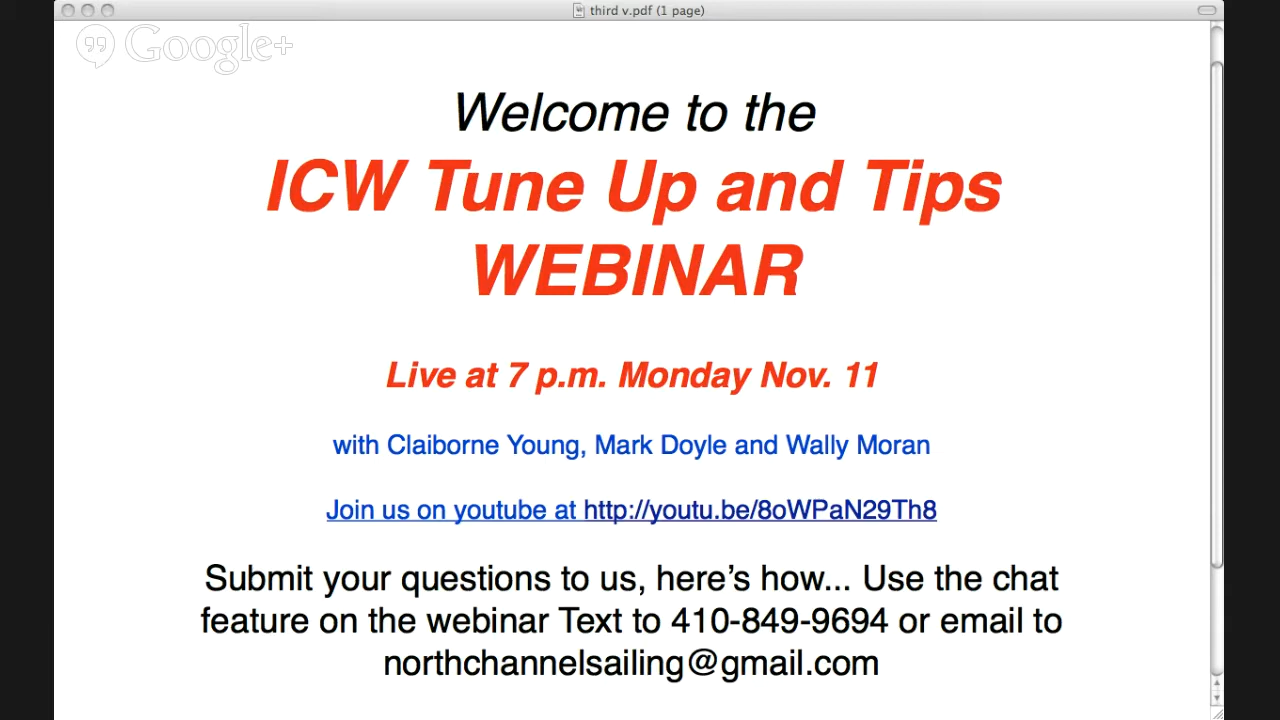 third v.pdf (1 page)
Google+
Welcome to the
ICW Tune Up and Tips
WEBINAR
Live at 7 p.m. Monday Nov. 11
with Claiborne Young, Mark Doyle and Wally Moran
Join us on youtube at http://youtu.be/8oWPaN29Th8
Submit your questions to us, here’s how... Use the chat
feature on the webinar Text to 410-849-9694 or email to
northchannelsailing@gmail.com